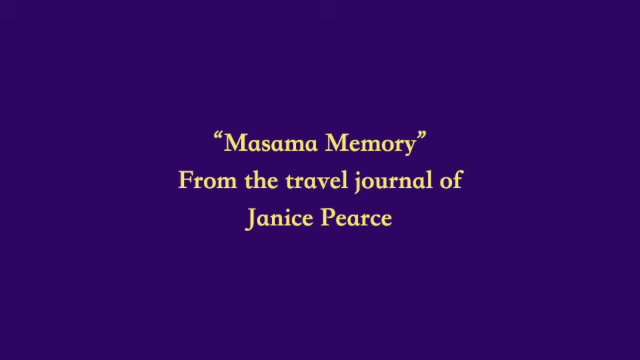 “Masama Memory”
From the travel journal of
Janice Pearce